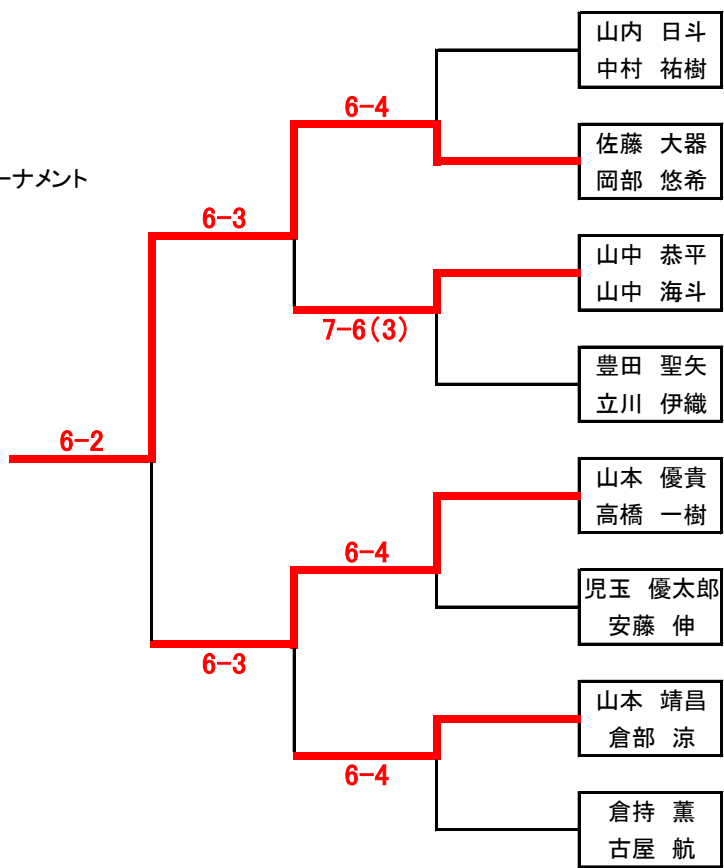 山内 日斗
中村 祐樹
6-4
佐藤 大器
岡部 悠希
ーナメント
6-3
山中 恭平
山中 海斗
7-6(3)
豊田 聖矢
立川 伊織
6-2
山本 優貴
高橋 一樹
6-4
児玉 優太郎
安藤 伸
6-3
山本 靖昌
倉部 涼
6-4
倉持 薫
古屋 航